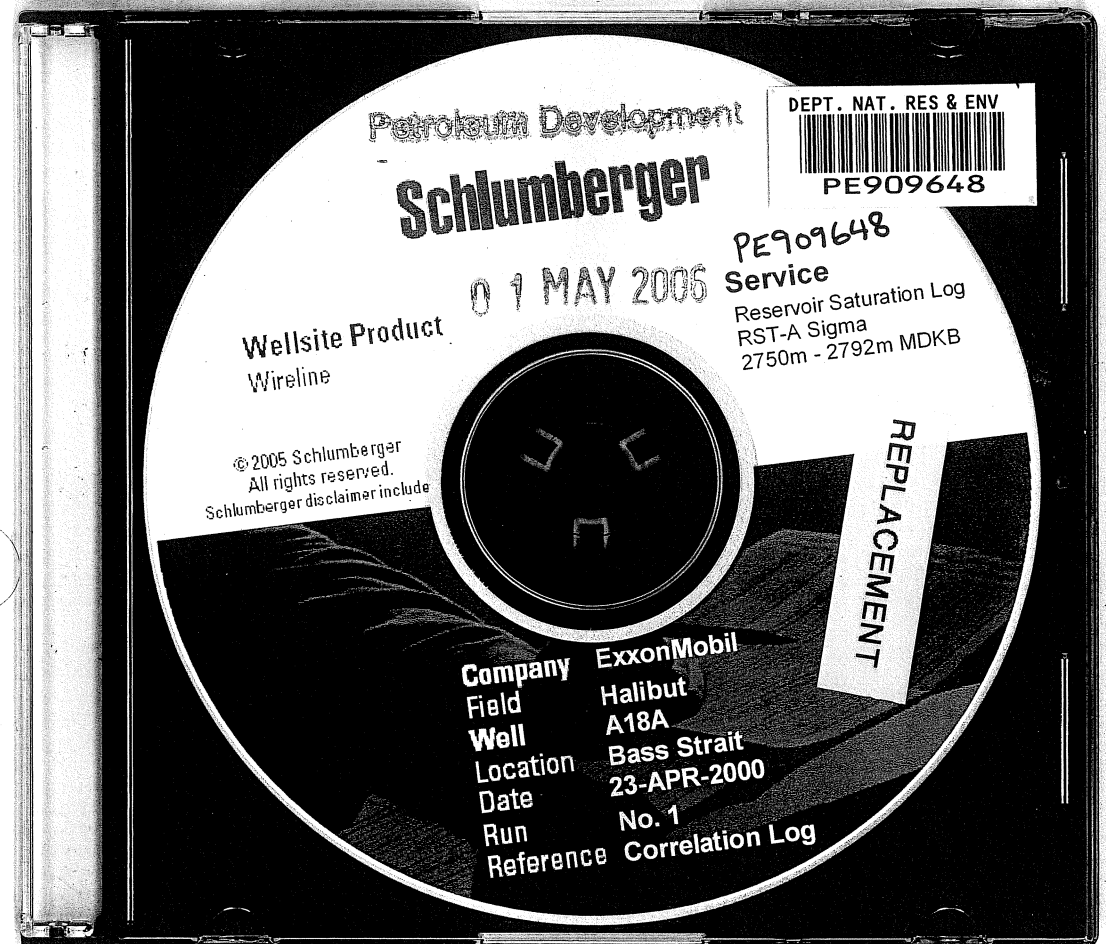 Petroleum Development
DEPT. NAT. RES & ENV
PE909648
Schlumberger
PE909648
01 MAY 2006
Service
Reservoir Saturation Log
RST-A Sigma
2750m - 2792m MDKB
Wellsite Product
Wireline
© 2005 Schlumberger
All rights reserved.
Schlumberger disclaimer include
REPLACEMENT
Company ExxonMobil
Field Halibut
Well A18A
Location Bass Strait
Date 23-APR-2000
Run No. 1
Reference Correlation Log